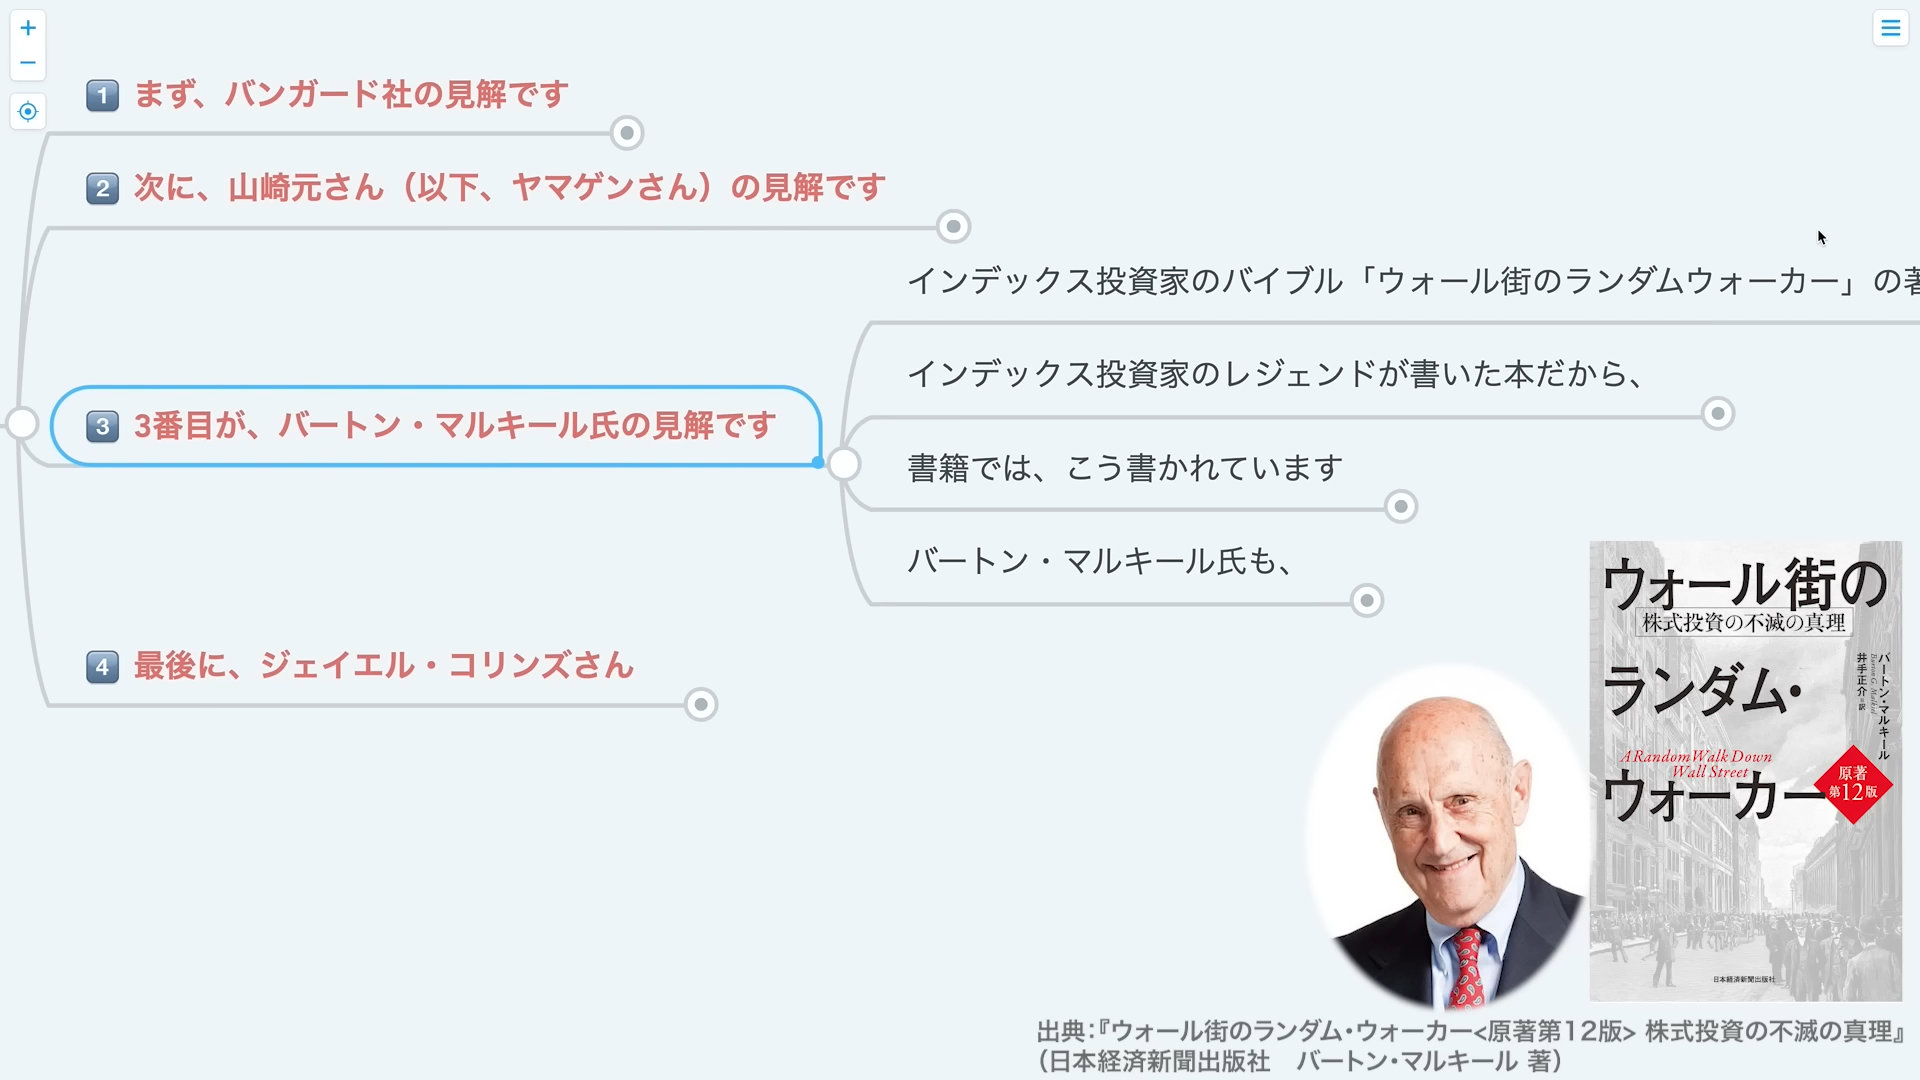 1 まず、バンガード社の見解です
2 次に、山崎元さん（以下、ヤマゲンさん）の見解です
インデックス投資家のバイブル「ウォール街のランダムウォーカー」の著
インデックス投資家のレジェンドが書いた本だから、
3 3番目が、バートン・マルキール氏の見解です
書籍では、こう書かれています
バートン・マルキール氏も、
4 最後に、ジェイエル・コリンズさん
ウォール街の
株式投資の不滅の真理
ランダム・
バートン・マルキール
Burton G. Malkiel
井手正介=訳
A Random Walk Down
Wall Street
ウォーカー
原著
第12版
日本経済新聞出版社
出典：『ウォール街のランダム・ウォーカー<原著第12版> 株式投資の不滅の真理』
（日本経済新聞出版社　バートン・マルキール 著）